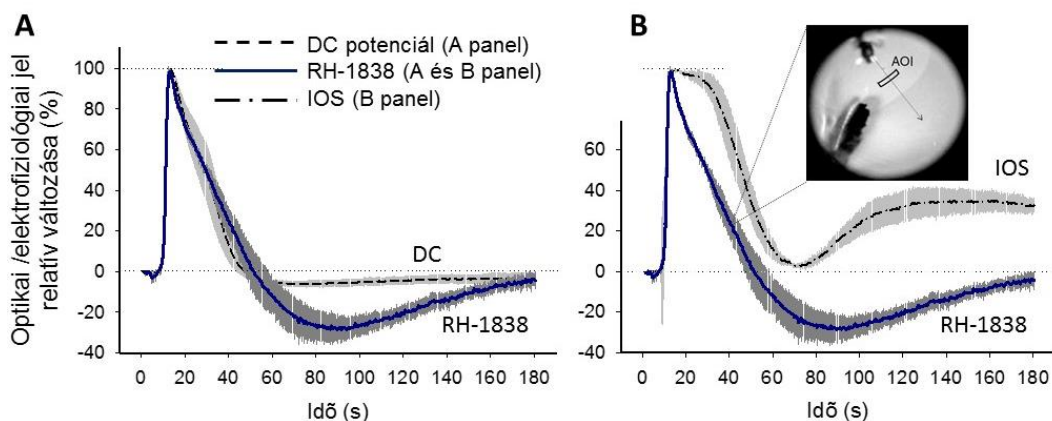 A
Optikai /elektrofiziológiai jel
relatív változása (%)
DC potenciál (A panel)
RH-1838 (A és B panel)
IOS (B panel)
100
80
60
40
20
0
-20
-40
DC
RH-1838
0 20 40 60 80 100 120 140 160 180
Idő (s)
B
AOI
60
40
20
0
-20
-40
IOS
RH-1838
0 20 40 60 80 100 120 140 160 180
Idő (s)